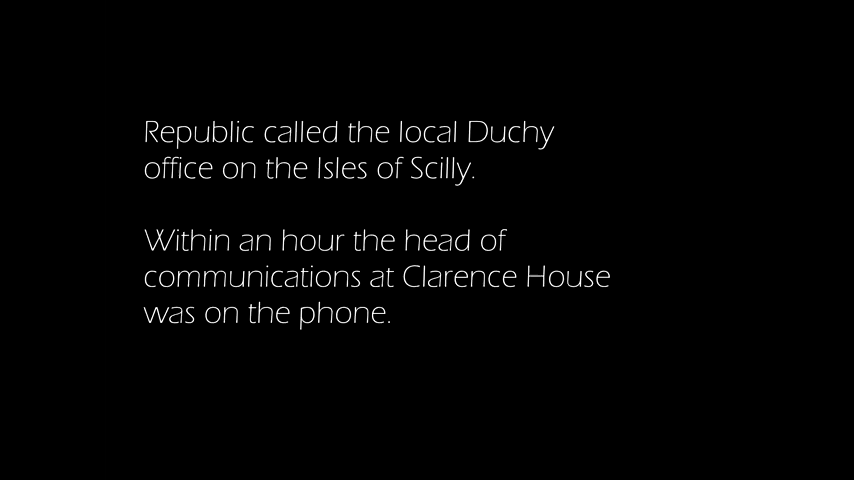 Republic called the local Duchy
office on the Isles of Scilly.
Within an hour the head of
communications at Clarence House
was on the phone.